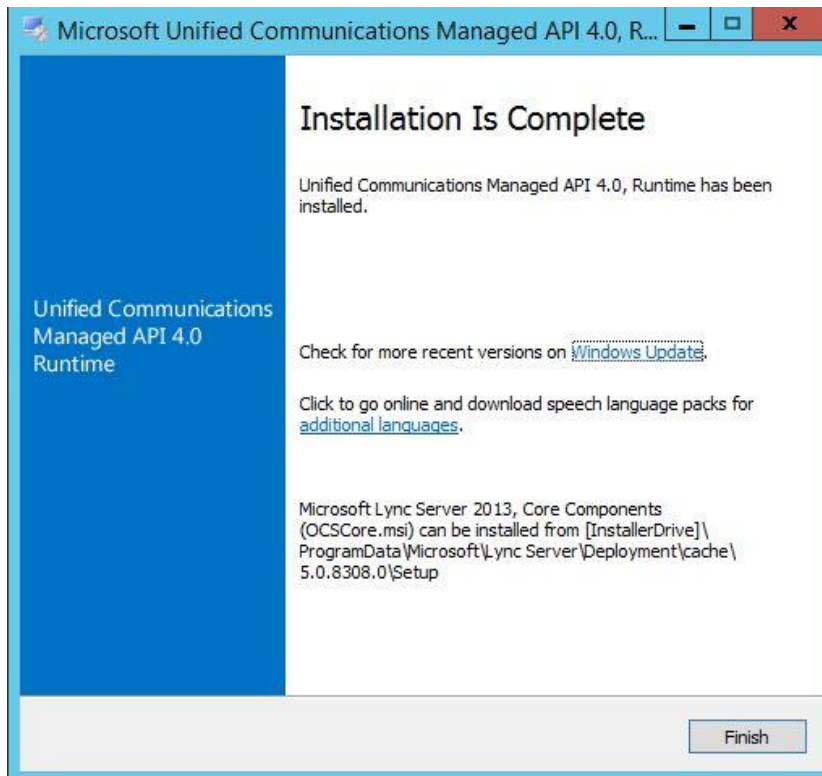 Microsoft Unified Communications Managed API 4.0, R...
Installation Is Complete
Unified Communications Managed API 4.0, Runtime has been
installed.
Unified Communications
Managed API 4.0
Runtime
Check for more recent versions on Windows Update.
Click to go online and download speech language packs for
additional languages.
Microsoft Lync Server 2013, Core Components
(OCSCore.msi) can be installed from [InstallerDrive]\
ProgramData\Microsoft\Lync Server\Deployment\cache\
5.0.8308.0\Setup
Finish